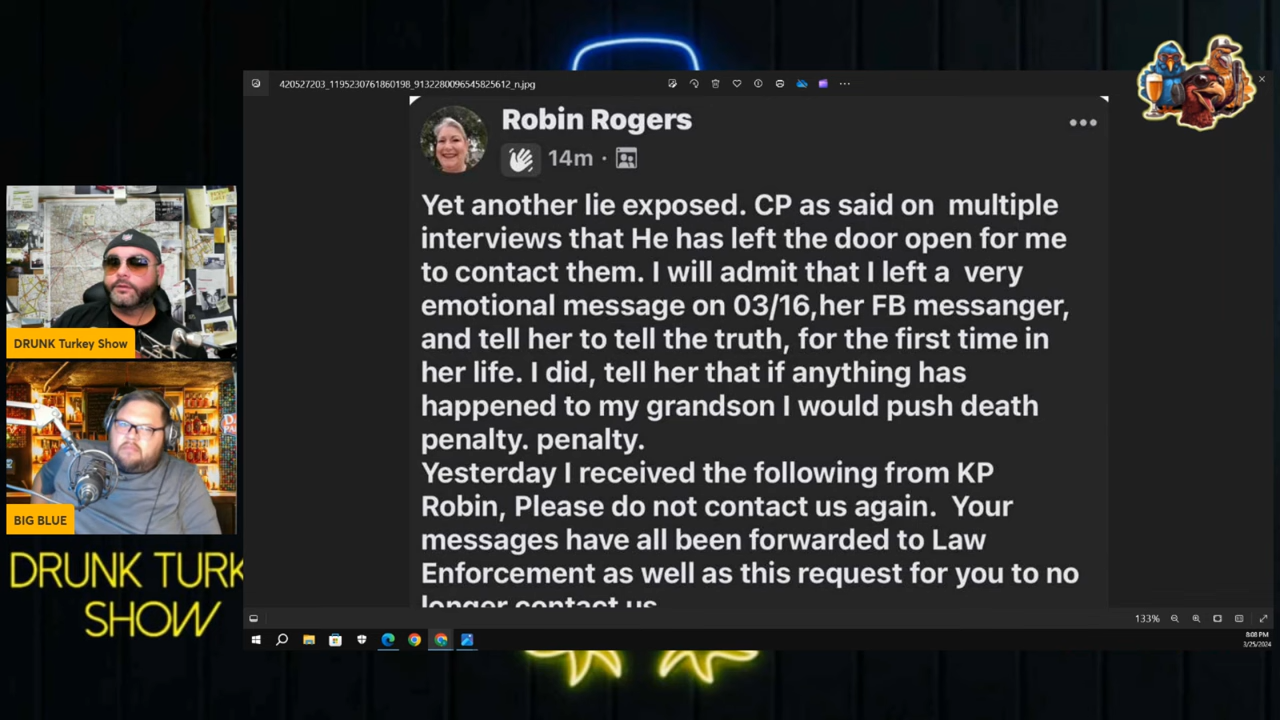 420527203_1195230761860198_9132280096545825612_n.jpg
Robin Rogers
14m ·
Yet another lie exposed. CP as said on multiple
interviews that He has left the door open for me
to contact them. I will admit that I left a very
emotional message on 03/16,her FB messanger,
and tell her to tell the truth, for the first time in
her life. I did, tell her that if anything has
happened to my grandson I would push death
penalty. penalty.
Yesterday I received the following from KP
Robin, Please do not contact us again. Your
messages have all been forwarded to Law
Enforcement as well as this request for you to no
longer contact us.
DRUNK Turkey Show
BIG BLUE
DRUNK TURK
SHOW
133%
8:08 PM
3/25/2024